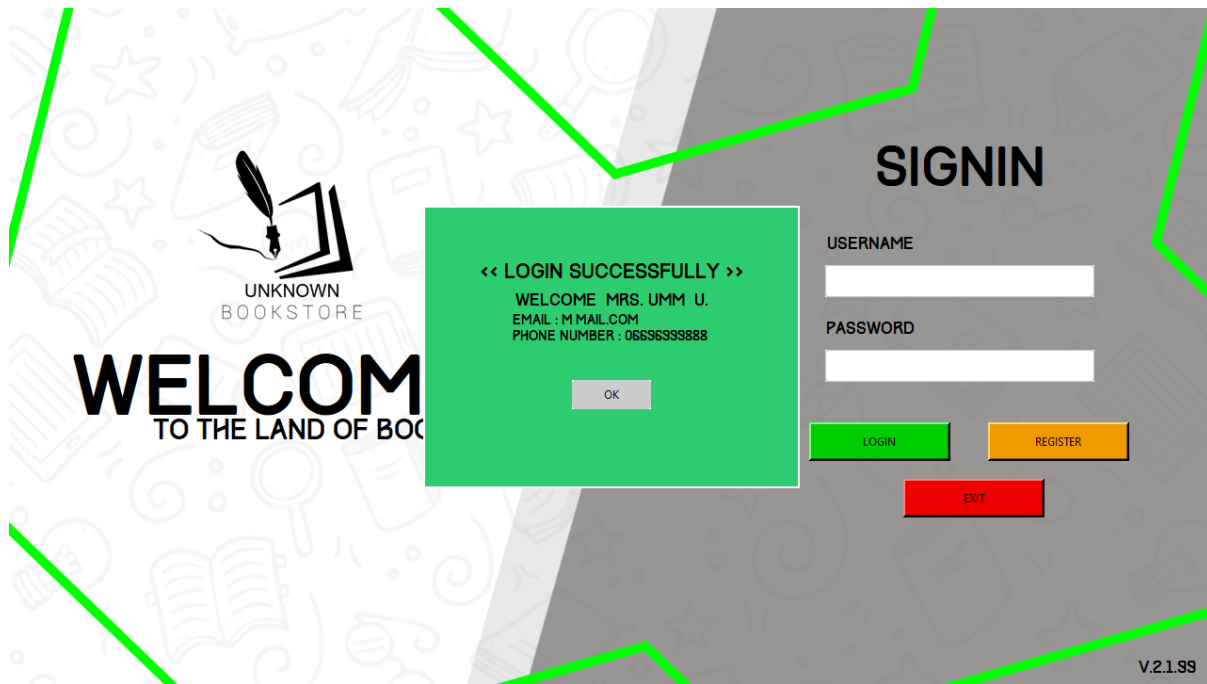 UNKNOWN
BOOKSTORE
WELCOM
TO THE LAND OF BOO
<< LOGIN SUCCESSFULLY >>
WELCOME MRS. UMM U.
EMAIL : M MAIL.COM
PHONE NUMBER : 06696999888
OK
SIGNIN
USERNAME
PASSWORD
LOGIN
REGISTER
EXIT
V.2.1.99